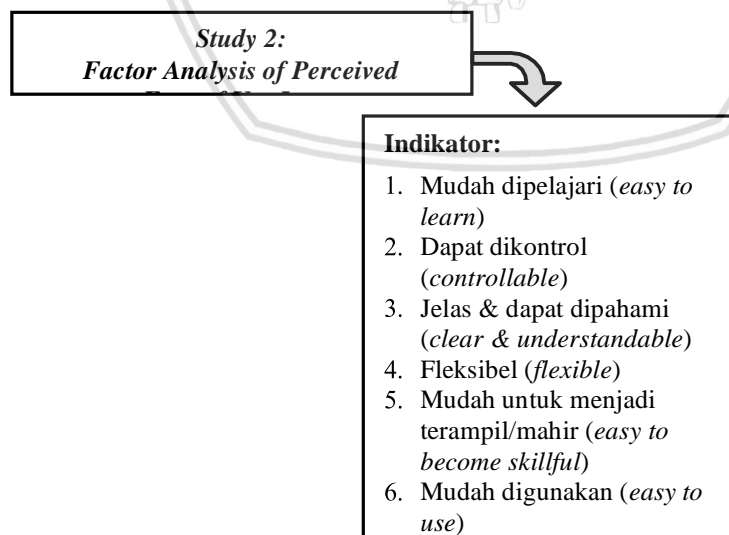 Study 2:
Factor Analysis of Perceived
Indikator:
1. Mudah dipelajari (easy to
learn)
2. Dapat dikontrol
(controllable)
3. Jelas & dapat dipahami
(clear & understandable)
4. Fleksibel (flexible)
5. Mudah untuk menjadi
terampil/mahir (easy to
become skillful)
6. Mudah digunakan (easy to
use)